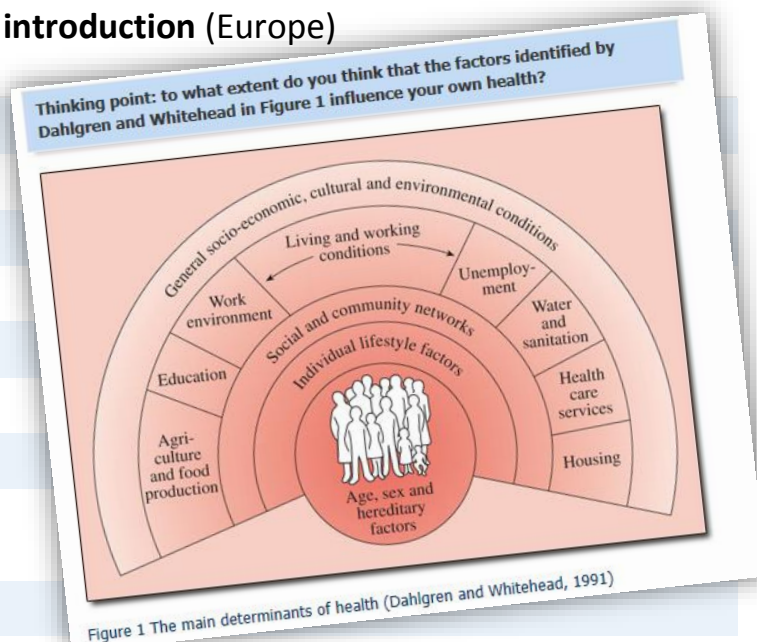 introduction (Europe)
Thinking point: to what extent do you think that the factors identified by
Dahlgren and Whitehead in Figure 1 influence your own health?
General socio-economic, cultural and environmental conditions
Living and working
conditions
Work
environment
Education
Agri-
culture
and food
production
Unemploy-
ment
Water
and
sanitation
Health
care
services
Housing
Social and community networks
Individual lifestyle factors
Age, sex and
hereditary
factors
Figure 1 The main determinants of health (Dahlgren and Whitehead, 1991)